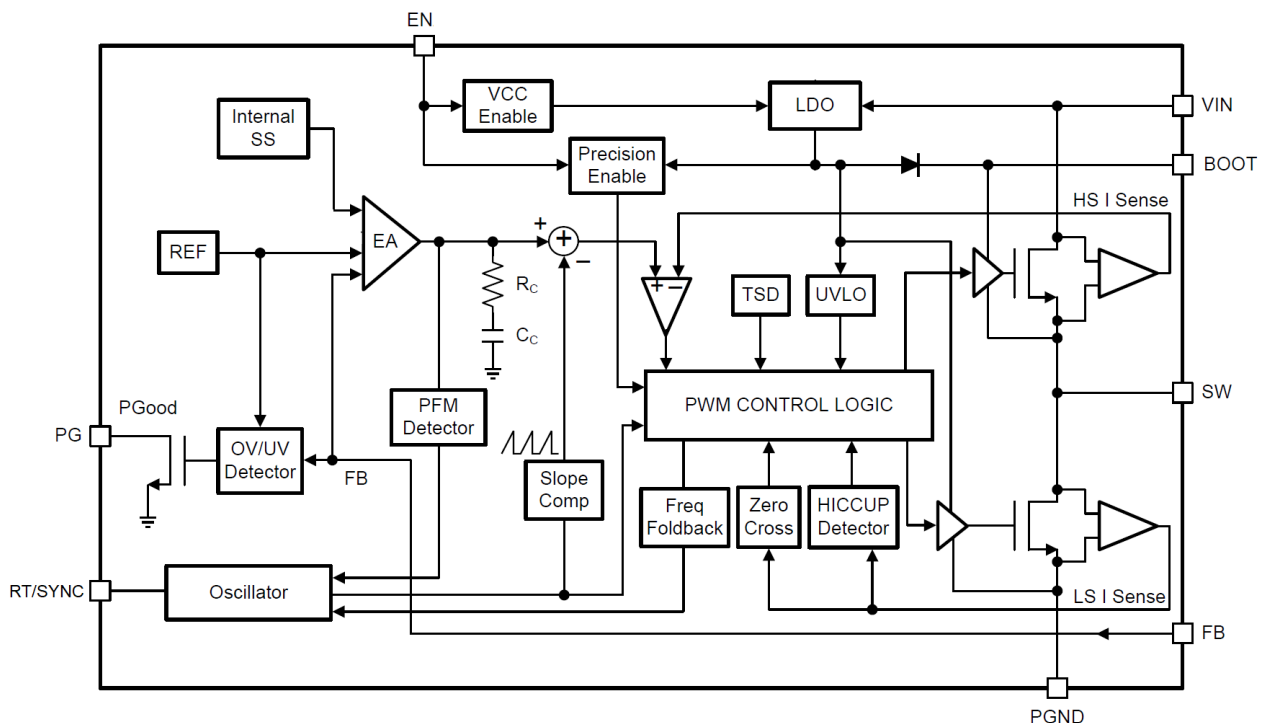 EN
VCC
Enable
LDO
VIN
Internal
SS
Precision
Enable
BOOT
HS I Sense
+
EA
+
−
REF
+ −
RC
CC
TSD
UVLO
PWM CONTROL LOGIC
SW
PGood
PFM
Detector
PG
OV/UV
Detector
FB
Slope
Comp
Freq
Foldback
Zero
Cross
HICCUP
Detector
RT/SYNC
Oscillator
LS I Sense
FB
PGND